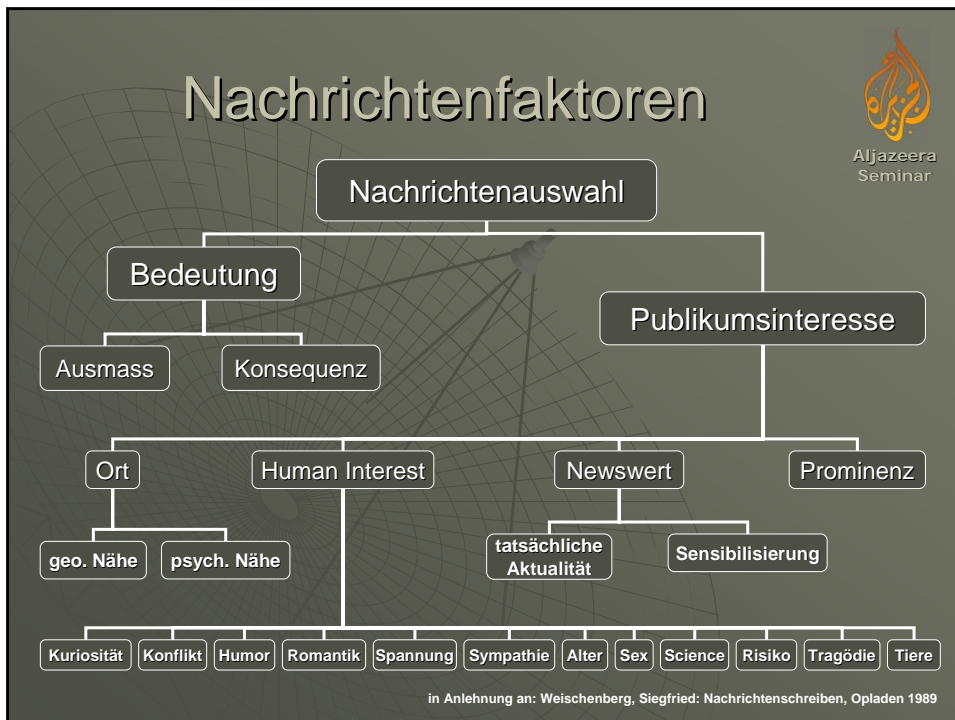 Nachrichtenfaktoren
Aljazeera
Seminar
Nachrichtenauswahl
Bedeutung
Publikumsinteresse
Ausmass
Konsequenz
Ort
Human Interest
Newswert
Prominenz
geo. Nähe
psych. Nähe
tatsächliche
Aktualität
Sensibilisierung
Kuriosität
Konflikt
Humor
Romantik
Spannung
Sympathie
Alter
Sex
Science
Risiko
Tragödie
Tiere
in Anlehnung an: Weischenberg, Siegfried: Nachrichtenschreiben, Opladen 1989